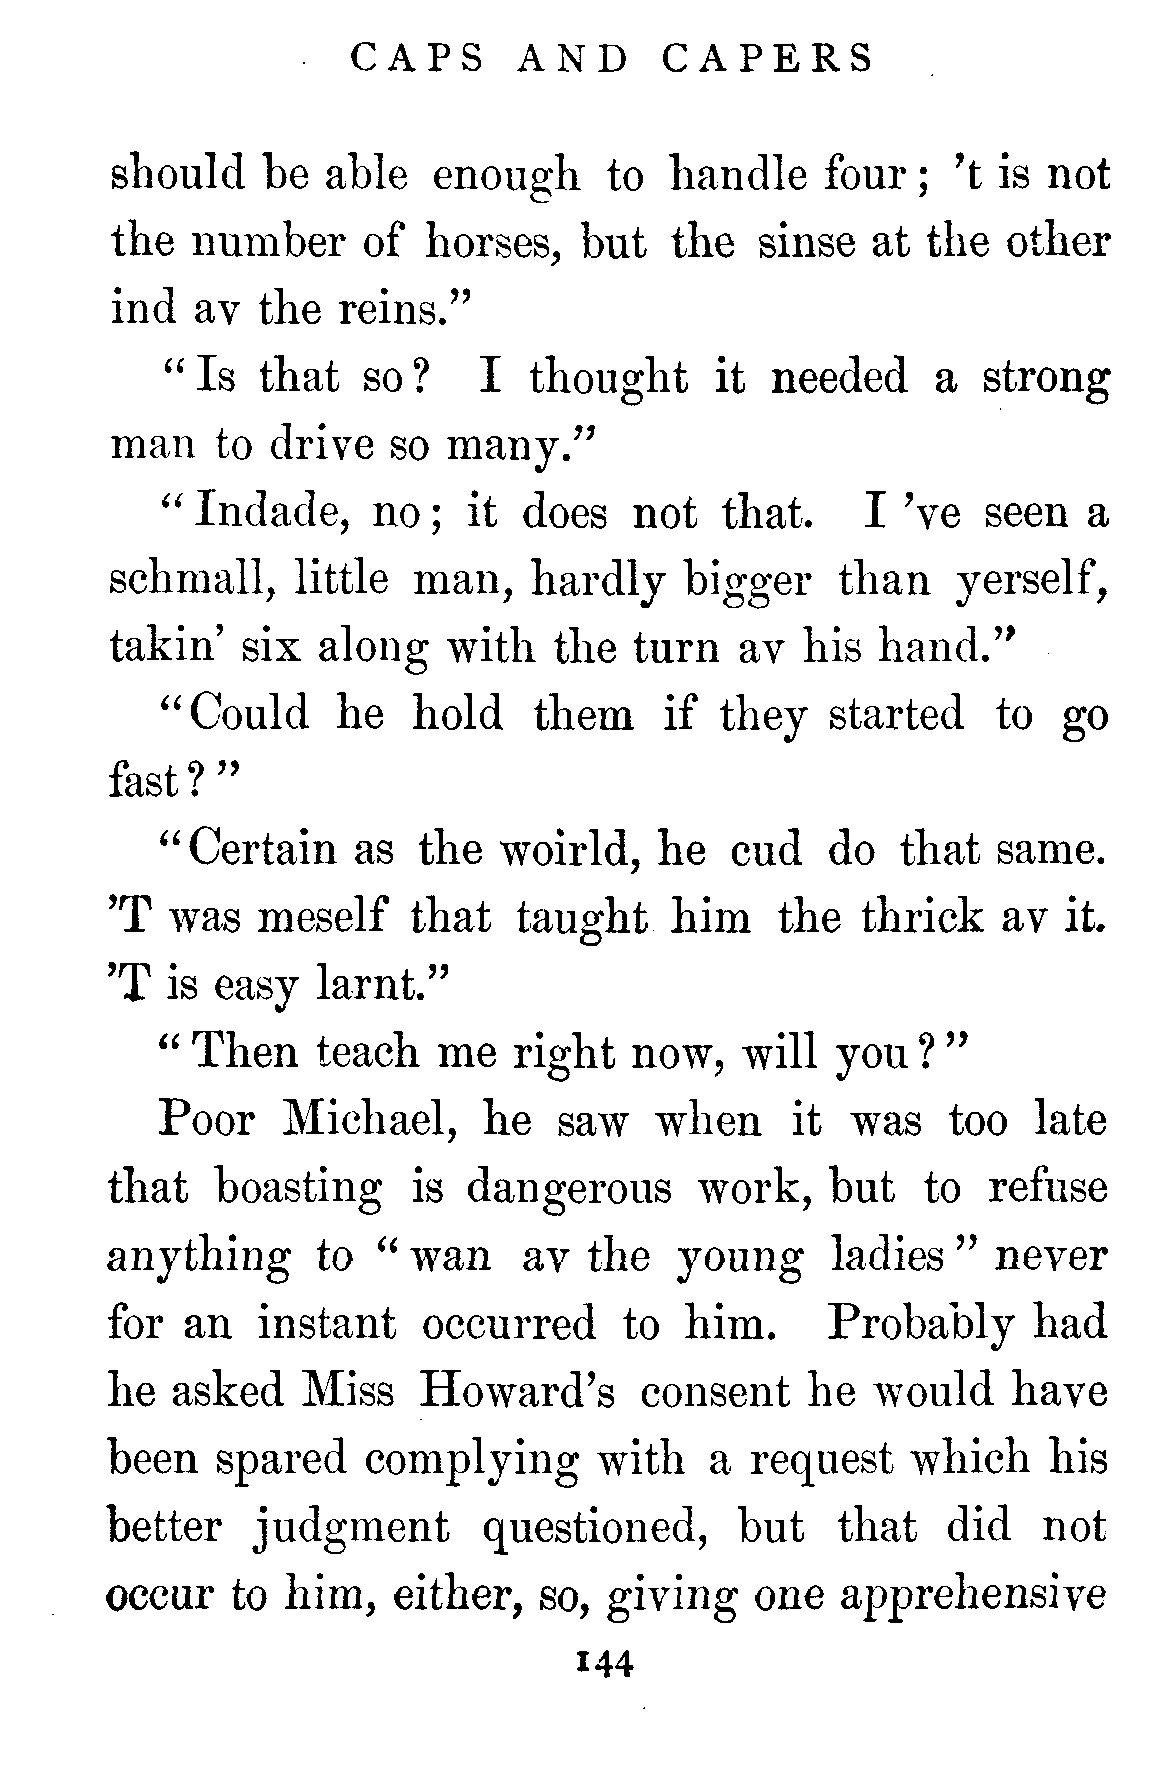 CAPS AND CAPERS
should be able enough to handle four; 't is not
the number of horses, but the sinse at the other
ind av the reins."
"Is that so? I thought it needed a strong
man to drive so many."
"Indade, no; it does not that. I 've seen a
schmall, little man, hardly bigger than yerself,
takin' six along with the turn av his hand."
"Could he hold them if they started to go
fast?"
"Certain as the woirld, he cud do that same.
'T was meself that taught him the thrick av it.
'T is easy larnt."
"Then teach me right now, will you?"
Poor Michael, he saw when it was too late
that boasting is dangerous work, but to refuse
anything to "wan av the young ladies" never
for an instant occurred to him. Probably had
he asked Miss Howard's consent he would have
been spared complying with a request which his
better judgment questioned, but that did not
occur to him, either, so, giving one apprehensive
144